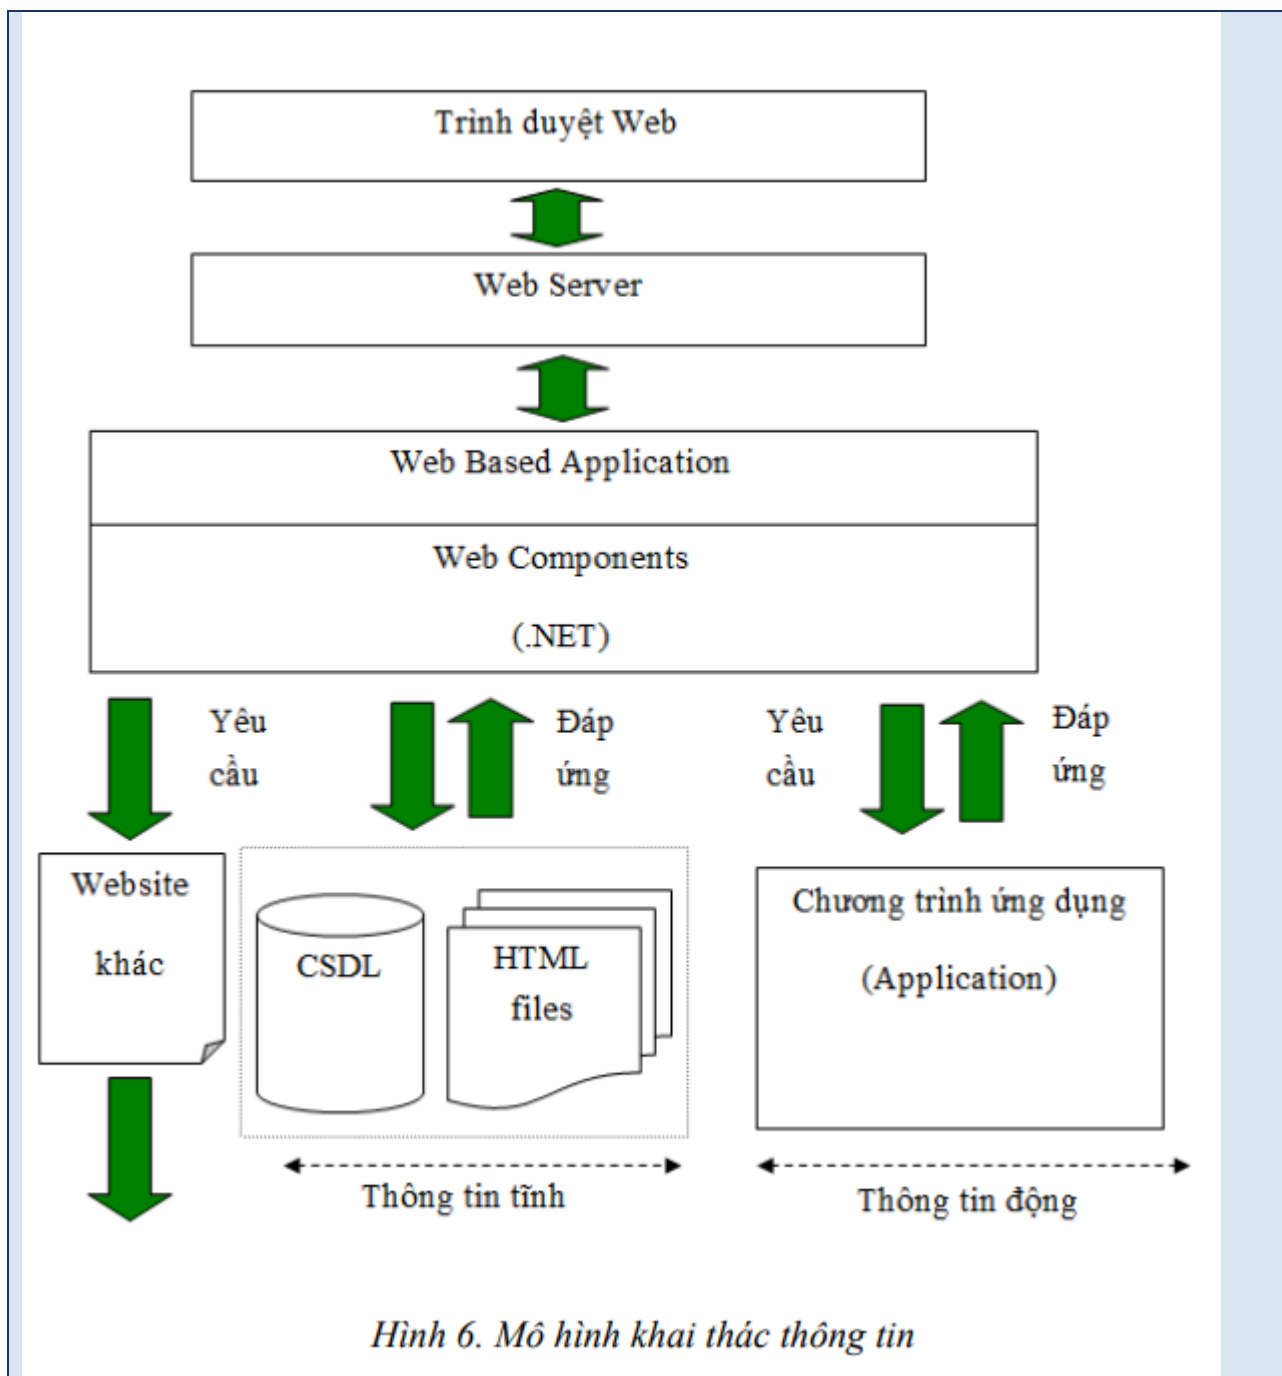 Trình duyệt Web
Web Server
Web Based Application
Web Components
(.NET)
Yêu
cầu
Đáp
ứng
Yêu
cầu
Đáp
ứng
Website
khác
CSDL
HTML
files
Chương trình ứng dụng
(Application)
Thông tin tĩnh
Thông tin động
Hình 6. Mô hình khai thác thông tin